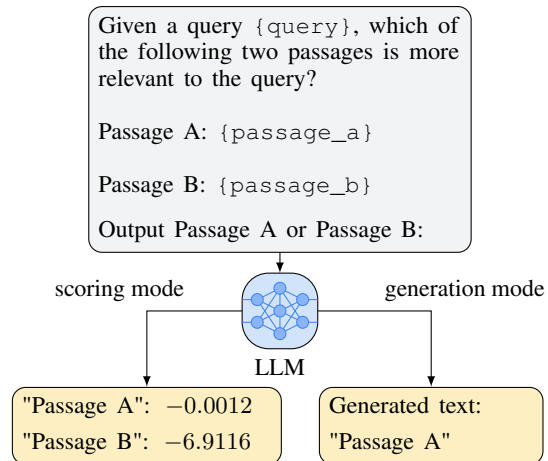 Given a query {query}, which of
the following two passages is more
relevant to the query?
Passage A: {passage_a}
Passage B: {passage_b}
Output Passage A or Passage B:
scoring mode
generation mode
LLM
"Passage A": −0.0012
"Passage B": −6.9116
Generated text:
"Passage A"